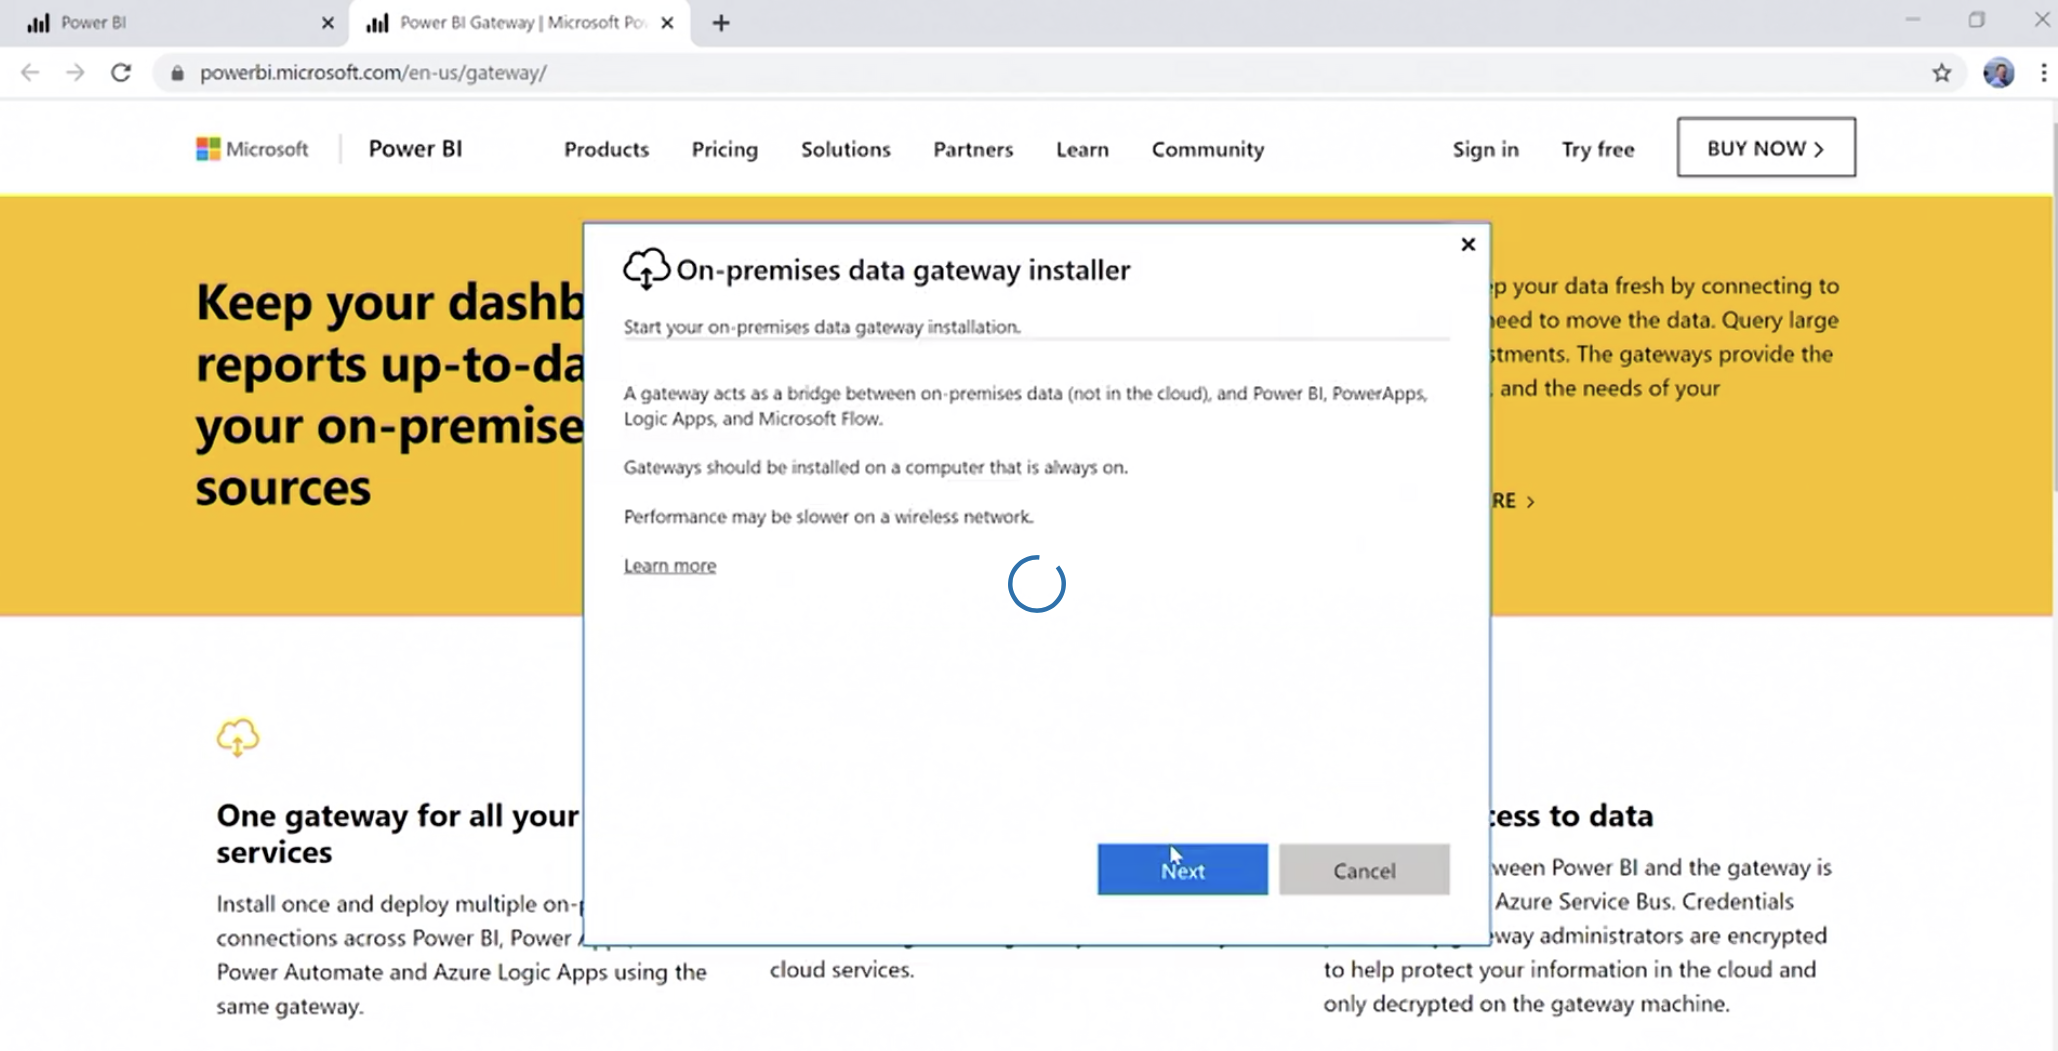 Power BI
Power BI Gateway | Microsoft Po
powerbi.microsoft.com/en-us/gateway/
Microsoft
Power BI
Products
Pricing
Solutions
Partners
Learn
Community
Sign in
Try free
BUY NOW
Keep your dashb
reports up-to-da
your on-premise
sources
p your data fresh by connecting to
need to move the data. Query large
stments. The gateways provide the
and the needs of your
RE
On-premises data gateway installer
Start your on-premises data gateway installation.
A gateway acts as a bridge between on-premises data (not in the cloud), and Power BI, PowerApps,
Logic Apps, and Microsoft Flow.
Gateways should be installed on a computer that is always on.
Performance may be slower on a wireless network.
Learn more
Next
Cancel
One gateway for all your
services
Install once and deploy multiple on-p
connections across Power BI, Power
Power Automate and Azure Logic Apps using the
same gateway.
cloud services.
cess to data
ween Power BI and the gateway is
Azure Service Bus. Credentials
way administrators are encrypted
to help protect your information in the cloud and
only decrypted on the gateway machine.